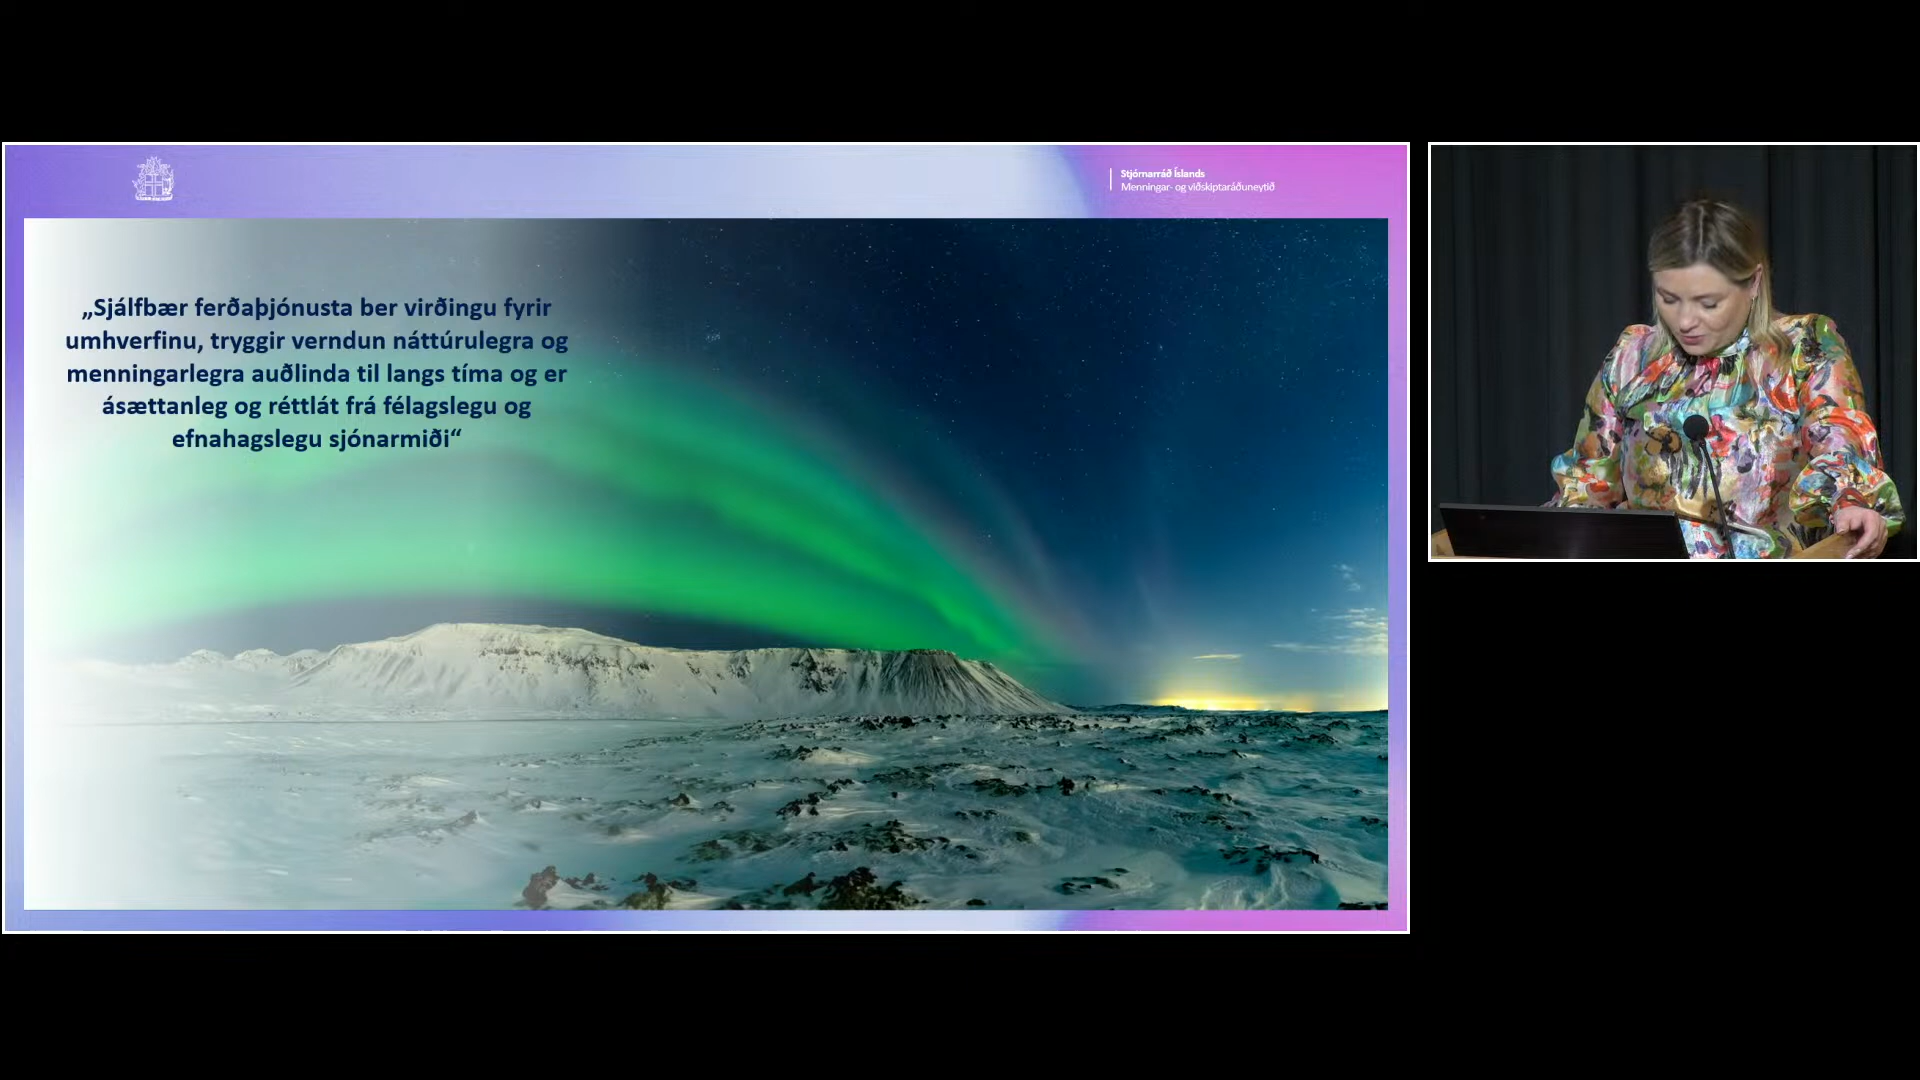 Stjórnarráð Íslands
Menningar- og viðskiptaráðuneytið
„Sjálfbær ferðaþjónusta ber virðingu fyrir
umhverfinu, tryggir verndun náttúrulegra og
menningarlegra auðlinda til langs tíma og er
ásættanleg og réttlát frá félagslegu og
efnahagslegu sjónarmiði“